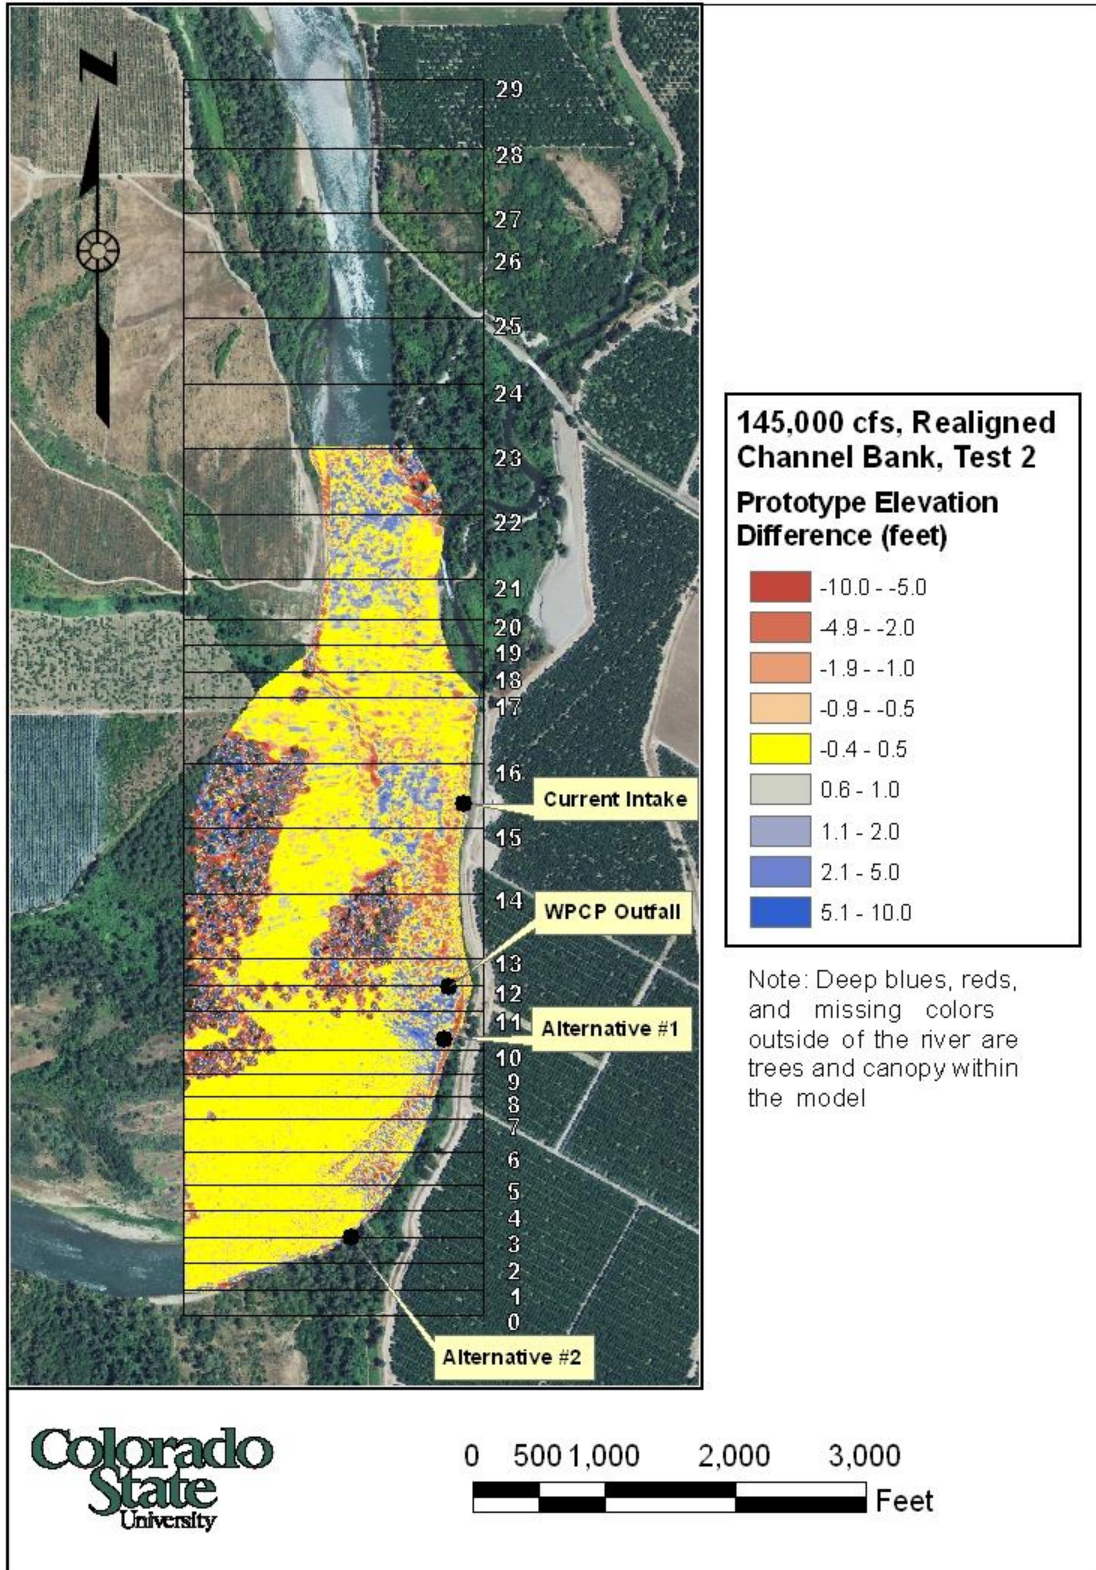 N
29
28
27
26
25
24
23
22
21
20
19
18
17
16
15
14
13
12
11
10
9
8
7
6
5
4
3
2
1
0
Current Intake
WPCP Outfall
Alternative #1
Alternative #2
145,000 cfs, Realigned
Channel Bank, Test 2
Prototype Elevation
Difference (feet)
-10.0 - -5.0
-4.9 - -2.0
-1.9 - -1.0
-0.9 - -0.5
-0.4 - 0.5
0.6 - 1.0
1.1 - 2.0
2.1 - 5.0
5.1 - 10.0
Note: Deep blues, reds,
and missing colors
outside of the river are
trees and canopy within
the model
Colorado
State
University
0 500 1,000 2,000 3,000
Feet